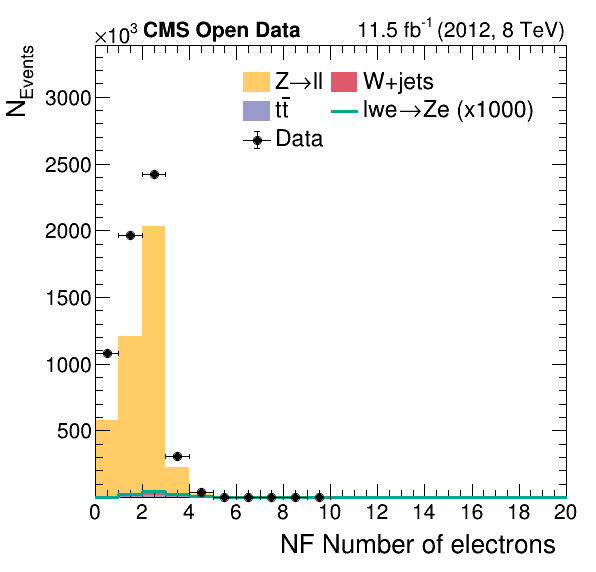 ×10³ CMS Open Data 11.5 fb⁻¹ (2012, 8 TeV)
N_Events
Z→ll W+jets
tt̄ lwe→Ze (x1000)
Data
3000
2500
2000
1500
1000
500
0 2 4 6 8 10 12 14 16 18 20
NF Number of electrons